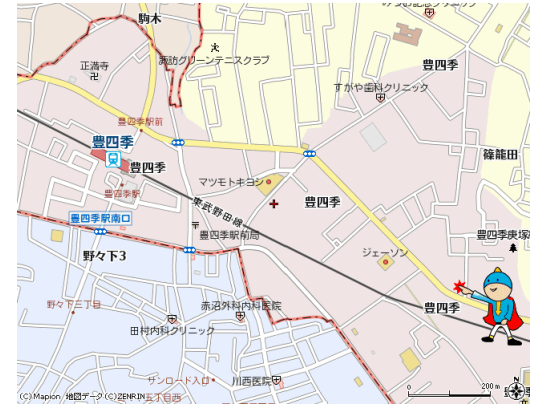 駒木
正満寺
諏訪グリーンテニスクラブ
豊四季
すがや歯科クリニック
豊四季駅前
豊四季
豊四季
篠籠田
マツモトキヨシ
豊四季
東武野田線
豊四季駅
豊四季駅南口
豊四季駅前局
豊四季庚塚
野々下3
ジェーソン
野々下三丁目
赤沼外科内科医院
田村内科クリニック
豊四季
サンロード入口
川西医院
200m
0
(C)Mapion 地図データ(C)ZENRIN
五丁目西